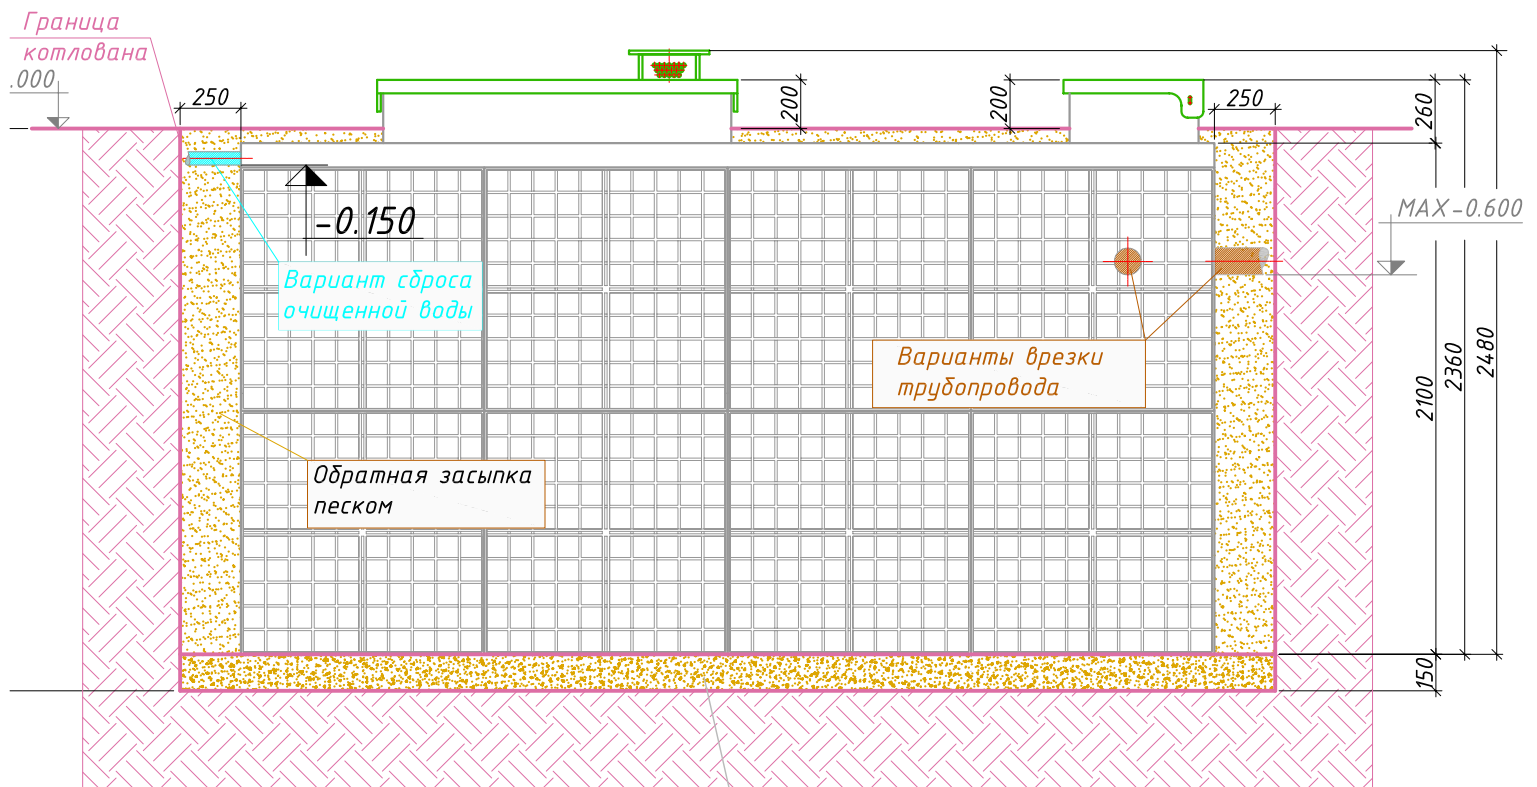 Граница
котлована
.000
250
200
200
250
260
-0.150
MAX-0.600
Вариант сброса
очищенной воды
Варианты врезки
трубопровода
2100
2360
2480
Обратная засыпка
песком
150